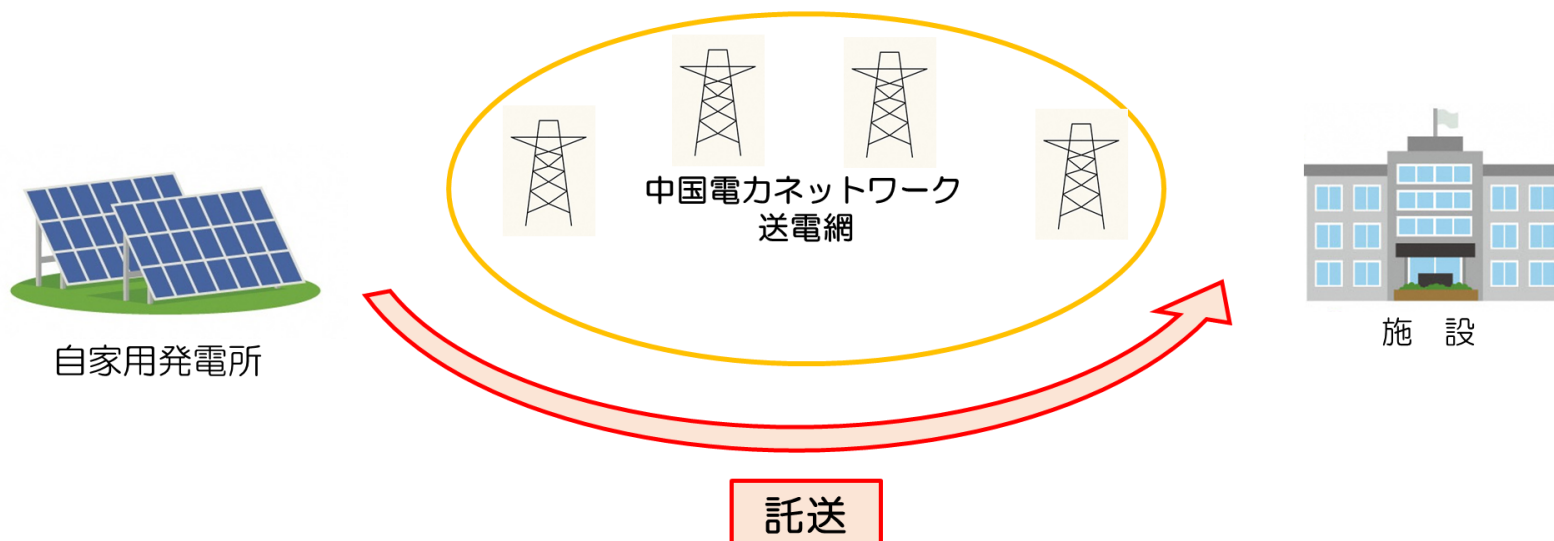 中国電力ネットワーク
送電網
自家用発電所
施　設
託送